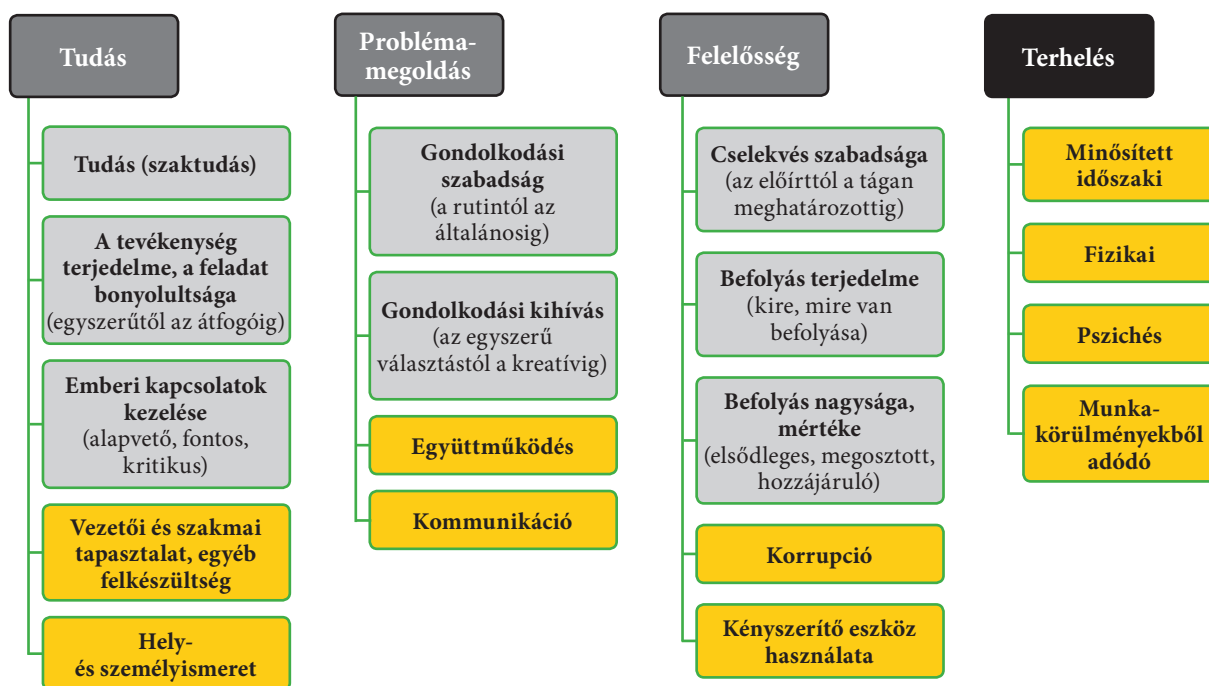 Tudás
Tudás (szaktudás)
A tevékenység
terjedelme, a feladat
bonyolultsága
(egyszerűtől az átfogóig)
Emberi kapcsolatok
kezelése
(alapvető, fontos,
kritikus)
Vezetői és szakmai
tapasztalat, egyéb
felkészültség
Hely-
és személyismeret
Probléma-
megoldás
Gondolkodási
szabadság
(a rutintól az
általánosig)
Gondolkodási kihívás
(az egyszerű
választástól a kreatívig)
Együttműködés
Kommunikáció
Felelősség
Cselekvés szabadsága
(az előírttól a tágan
meghatározottig)
Befolyás terjedelme
(kire, mire van
befolyása)
Befolyás nagysága,
mértéke
(elsődleges, megosztott,
hozzájáruló)
Korrupció
Kényszerítő eszköz
használata
Terhelés
Minősített
időszaki
Fizikai
Pszichés
Munka-
körülményekből
adódó